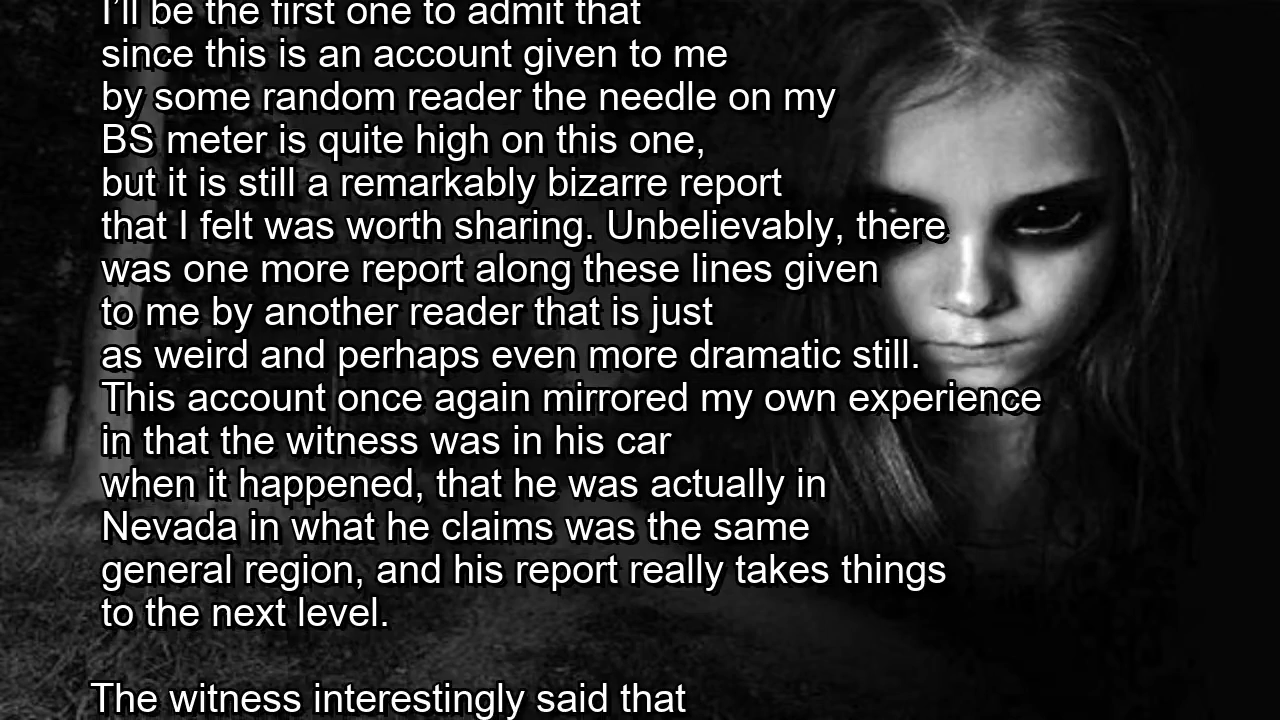 I'll be the first one to admit that
since this is an account given to me
by some random reader the needle on my
BS meter is quite high on this one,
but it is still a remarkably bizarre report
that I felt was worth sharing. Unbelievably, there
was one more report along these lines given
to me by another reader that is just
as weird and perhaps even more dramatic still.
This account once again mirrored my own experience
in that the witness was in his car
when it happened, that he was actually in
Nevada in what he claims was the same
general region, and his report really takes things
to the next level.
The witness interestingly said that